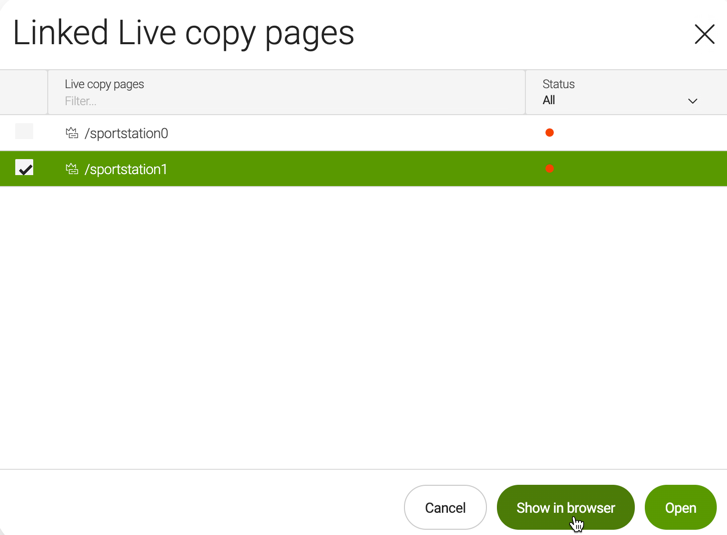 Linked Live copy pages
Live copy pages
Filter...
Status
All
/sportstation0
/sportstation1
Cancel
Show in browser
Open